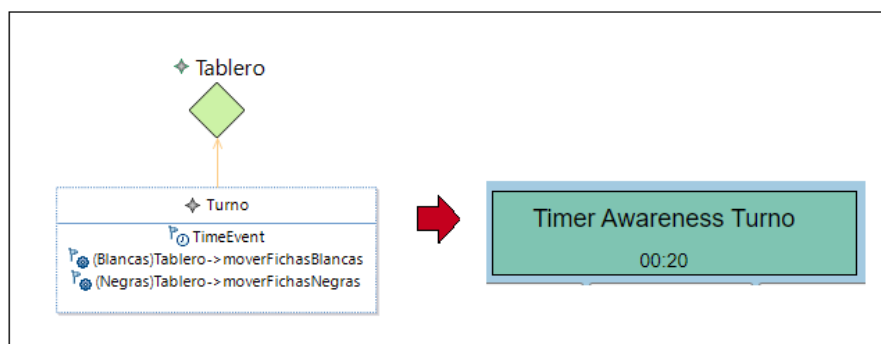 Tablero
Turno
TimeEvent
(Blancas)Tablero->moverFichasBlancas
(Negras)Tablero->moverFichasNegras
Timer Awareness Turno
00:20